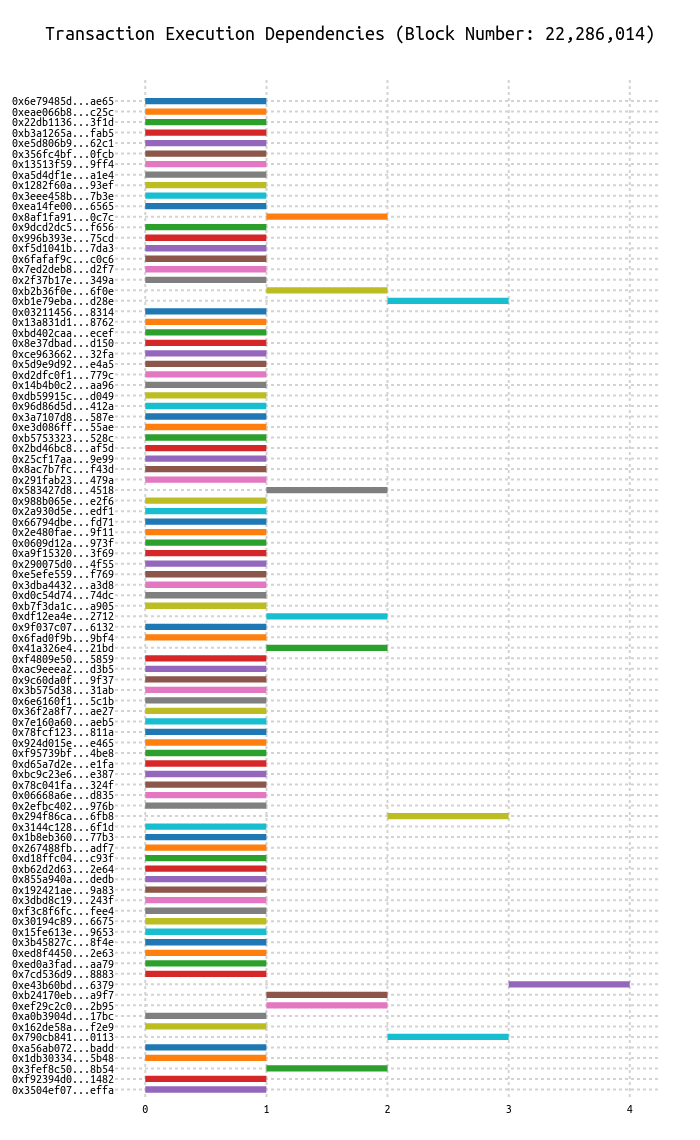 Transaction Execution Dependencies (Block Number: 22,286,014)
0x6e79485d...ae65
0xeae066b8...c25c
0x22db1136...3f1d
0xb3a1265a...fab5
0xe5d806b9...62c1
0x356fc4bf...0fcb
0x13513f59...9ff4
0xa5d4df1e...a1e4
0x1282f60a...93ef
0x3eee458b...7b3e
0xea14fe00...6565
0x8af1fa91...0c7c
0x9dcd2dc5...f656
0x996b393e...75cd
0xf5d1041b...7da3
0x6fafaf9c...c0c6
0x7ed2deb8...d2f7
0x2f37b17e...349a
0xb2b36f0e...6f0e
0xb1e79eba...d28e
0x03211456...8314
0x13a831d1...8762
0xbd402caa...ecef
0x8e37dbad...d150
0xce963662...32fa
0x5d9e9d92...e4a5
0xd2dfc0f1...779c
0x14b4b0c2...aa96
0xdb59915c...d049
0x96d86d5d...412a
0x3a7107d8...587e
0xe3d086ff...55ae
0xb5753323...528c
0x2bd46bc8...af5d
0x25cf17aa...9e99
0x8ac7b7fc...f43d
0x291fab23...479a
0x583427d8...4518
0x988b065e...e2f6
0x2a930d5e...edf1
0x66794dbe...fd71
0x2e480fae...9f11
0x0609d12a...973f
0xa9f15320...3f69
0x290075d0...4f55
0xe5efe559...f769
0x3dba4432...a3d8
0xd0c54d74...74dc
0xb7f3da1c...a905
0xdf12ea4e...2712
0x9f037c07...6132
0x6fad0f9b...9bf4
0x41a326e4...21bd
0xf4809e50...5859
0xac9eeea2...d3b5
0x9c60da0f...9f37
0x3b575d38...31ab
0x6e6160f1...5c1b
0x36f2a8f7...ae27
0x7e160a60...aeb5
0x78fcf123...811a
0x924d015e...e465
0xf95739bf...4be8
0xd65a7d2e...e1fa
0xbc9c23e6...e387
0x78c041fa...324f
0x06668a6e...d835
0x2efbc402...976b
0x294f86ca...6fb8
0x3144c128...6f1d
0x1b8eb360...77b3
0x267488fb...adf7
0xd18ffc04...c93f
0xb62d2d63...2e64
0x855a940a...dedb
0x192421ae...9a83
0x3dbd8c19...243f
0xf3c8f6fc...fee4
0x30194c89...6675
0x15fe613e...9653
0x3b45827c...8f4e
0xed8f4450...2e63
0xed0a3fad...aa79
0x7cd536d9...8883
0xe43b60bd...6379
0xb24170eb...a9f7
0xef29c2c0...2b95
0xa0b3904d...17bc
0x162de58a...f2e9
0x790cb841...0113
0xa56ab072...badd
0x1db30334...5b48
0x3fef8c50...8b54
0xf92394d0...1482
0x3504ef07...effa
0 1 2 3 4